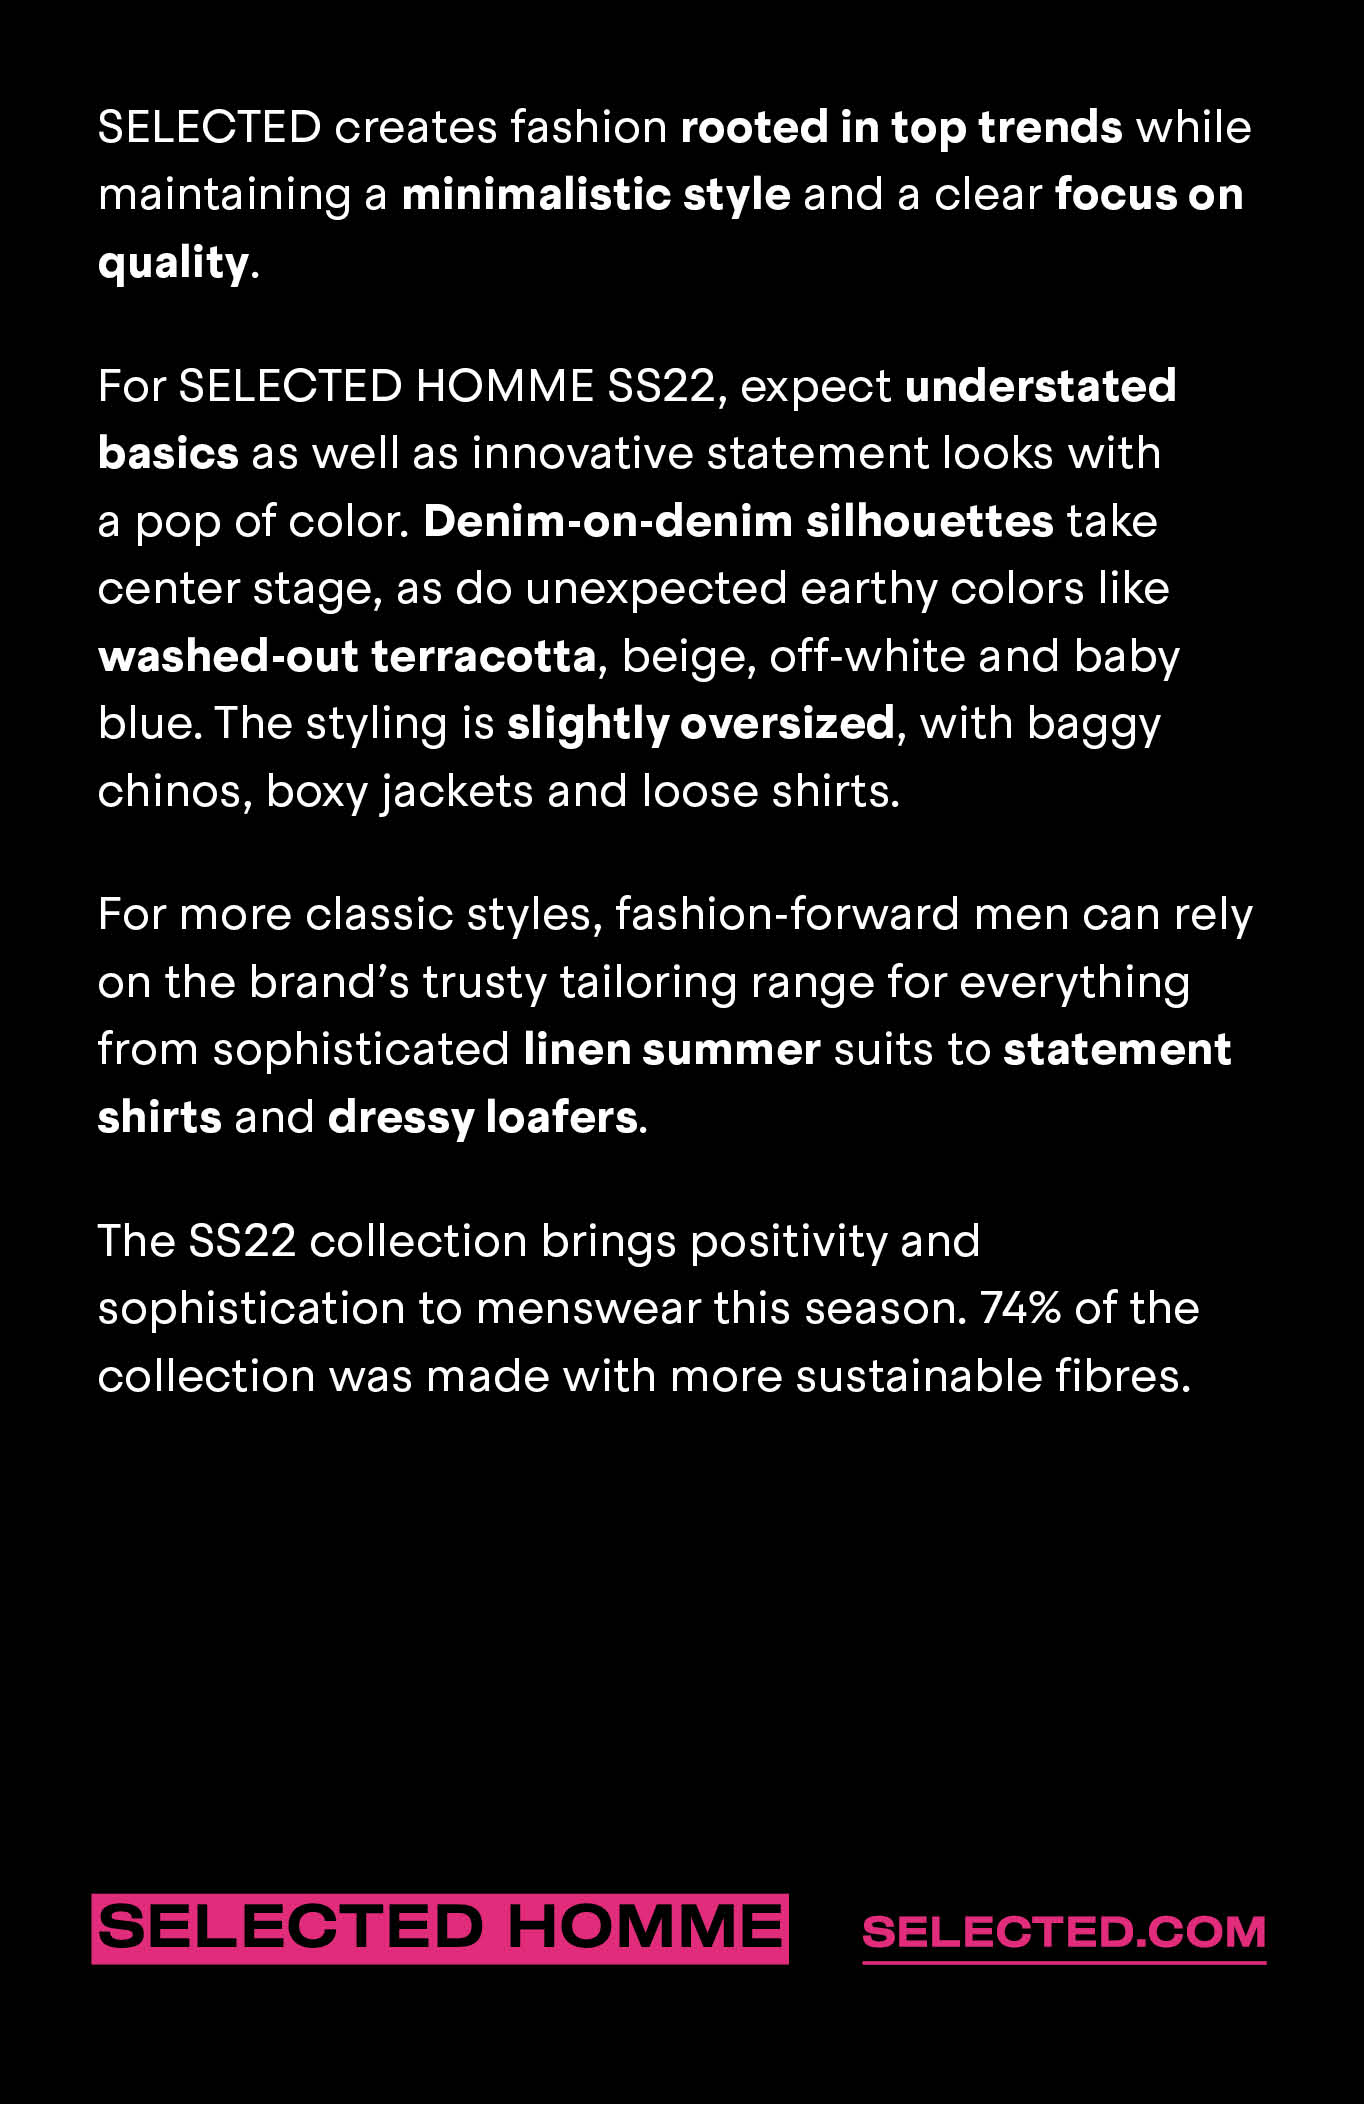 SELECTED creates fashion rooted in top trends while
maintaining a minimalistic style and a clear focus on
quality.
For SELECTED HOMME SS22, expect understated
basics as well as innovative statement looks with
a pop of color. Denim-on-denim silhouettes take
center stage, as do unexpected earthy colors like
washed-out terracotta, beige, off-white and baby
blue. The styling is slightly oversized, with baggy
chinos, boxy jackets and loose shirts.
For more classic styles, fashion-forward men can rely
on the brand’s trusty tailoring range for everything
from sophisticated linen summer suits to statement
shirts and dressy loafers.
The SS22 collection brings positivity and
sophistication to menswear this season. 74% of the
collection was made with more sustainable fibres.
SELECTED HOMME
SELECTED.COM